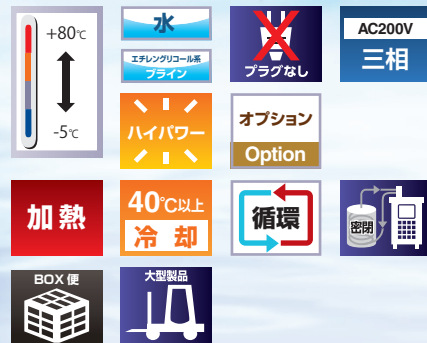 +80℃
-5℃
水
エチレングリコール系
ブライン
プラグなし
AC200V
三相
ハイパワー
オプション
Option
加熱
40℃以上
冷却
循環
密閉
BOX便
大型製品